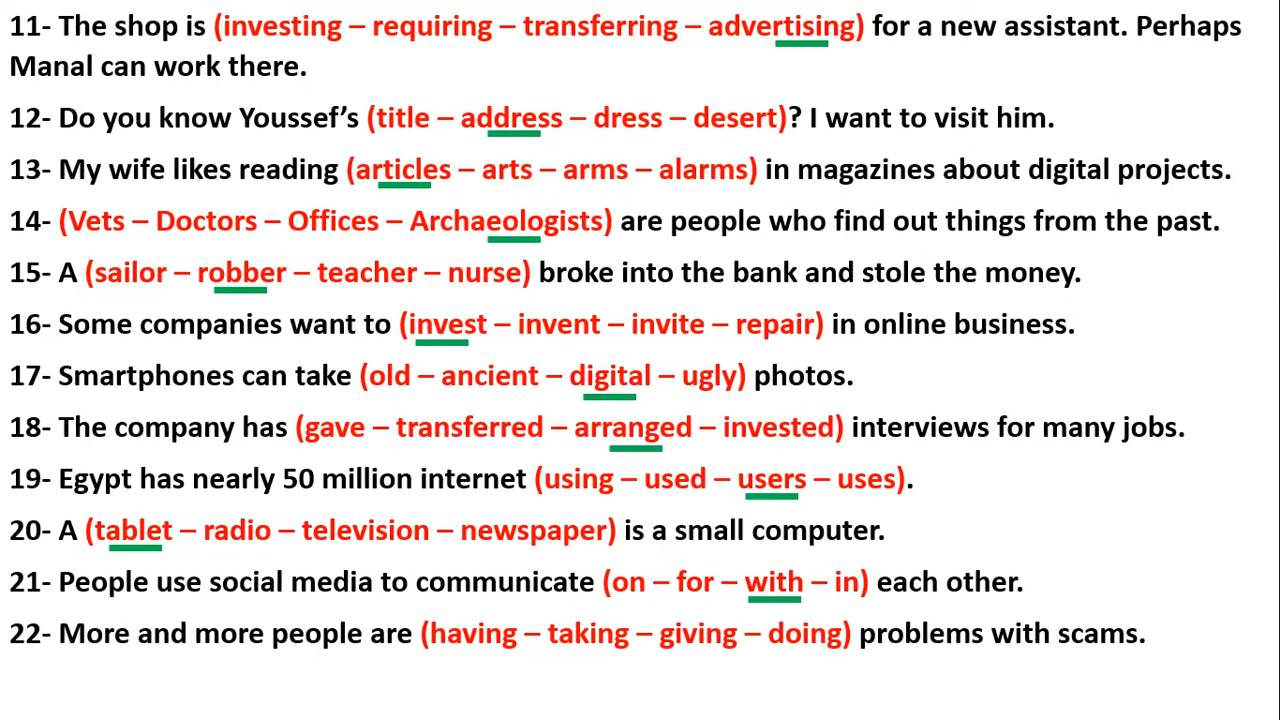 11- The shop is (investing – requiring – transferring – advertising) for a new assistant. Perhaps
Manal can work there.
12- Do you know Youssef’s (title – address – dress – desert)? I want to visit him.
13- My wife likes reading (articles – arts – arms – alarms) in magazines about digital projects.
14- (Vets – Doctors – Offices – Archaeologists) are people who find out things from the past.
15- A (sailor – robber – teacher – nurse) broke into the bank and stole the money.
16- Some companies want to (invest – invent – invite – repair) in online business.
17- Smartphones can take (old – ancient – digital – ugly) photos.
18- The company has (gave – transferred – arranged – invested) interviews for many jobs.
19- Egypt has nearly 50 million internet (using – used – users – uses).
20- A (tablet – radio – television – newspaper) is a small computer.
21- People use social media to communicate (on – for – with – in) each other.
22- More and more people are (having – taking – giving – doing) problems with scams.